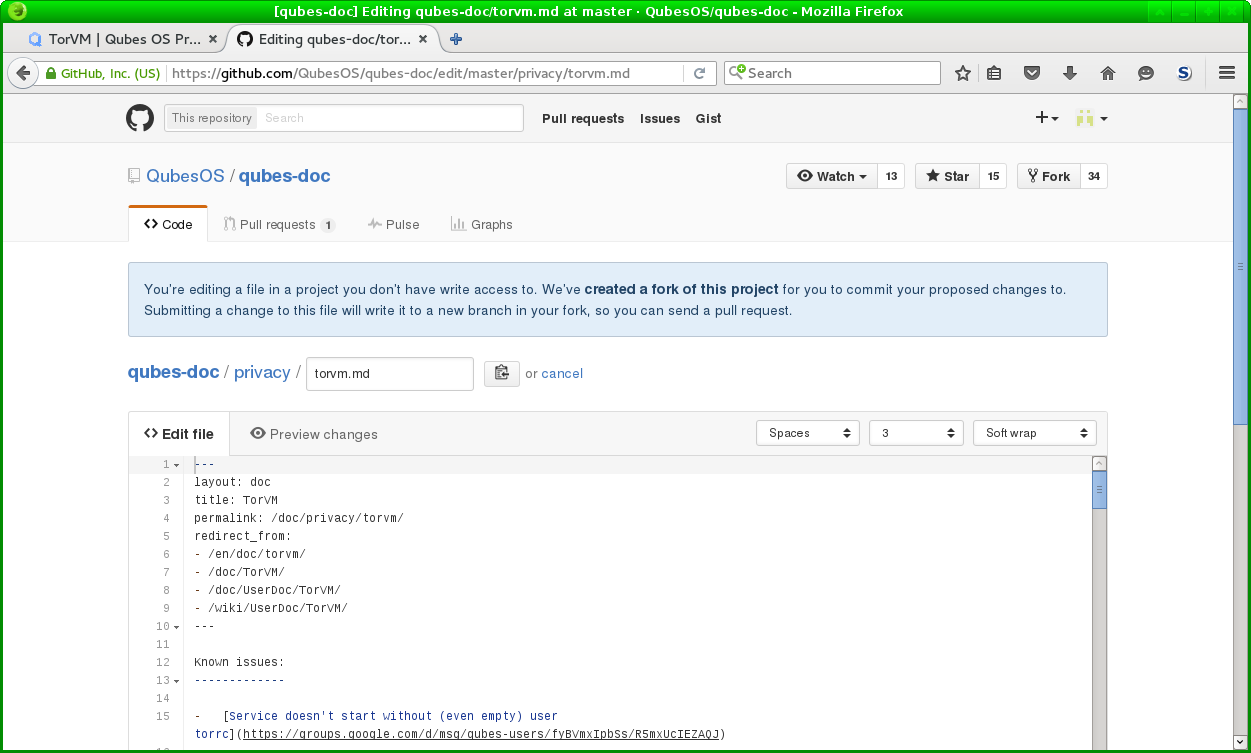 [qubes-doc] Editing qubes-doc/torvm.md at master · QubesOS/qubes-doc - Mozilla Firefox
TorVM | Qubes OS Pr... × Editing qubes-doc/tor... ×
GitHub, Inc. (US) https://github.com/QubesOS/qubes-doc/edit/master/privacy/torvm.md Search S
This repository Search Pull requests Issues Gist
QubesOS / qubes-doc Watch 13 Star 15 Fork 34
Code Pull requests 1 Pulse Graphs
You're editing a file in a project you don't have write access to. We've created a fork of this project for you to commit your proposed changes to.
Submitting a change to this file will write it to a new branch in your fork, so you can send a pull request.
qubes-doc / privacy / torvm.md or cancel
<> Edit file Preview changes Spaces 3 Soft wrap
1 ---
2 layout: doc
3 title: TorVM
4 permalink: /doc/privacy/torvm/
5 redirect_from:
6 - /en/doc/torvm/
7 - /doc/TorVM/
8 - /doc/UserDoc/TorVM/
9 - /wiki/UserDoc/TorVM/
10 ---
11
12 Known issues:
13 -------------
14
15 - [Service doesn't start without (even empty) user
torrc](https://groups.google.com/d/msg/qubes-users/fyBVmxIpbSs/R5mxUcIEZAQJ)